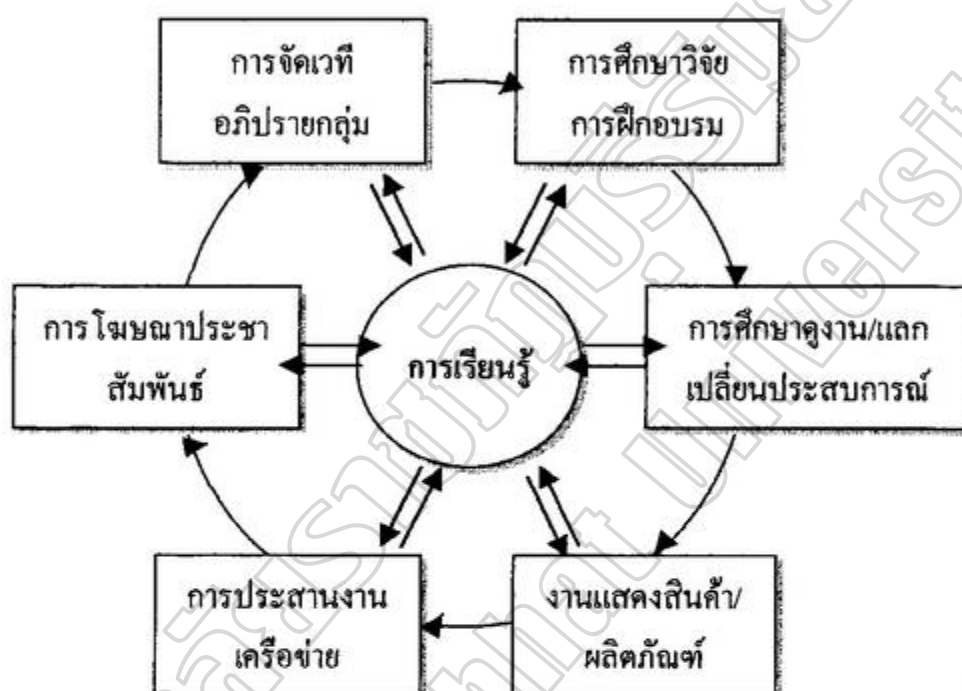 การจัดเวที
อภิปรายกลุ่ม
การศึกษาวิจัย
การฝึกอบรม
การโฆษณาประชา
สัมพันธ์
การเรียนรู้
การศึกษาดูงาน/แลก
เปลี่ยนประสบการณ์
การประสานงาน
เครือข่าย
งานแสดงสินค้า/
ผลิตภัณฑ์